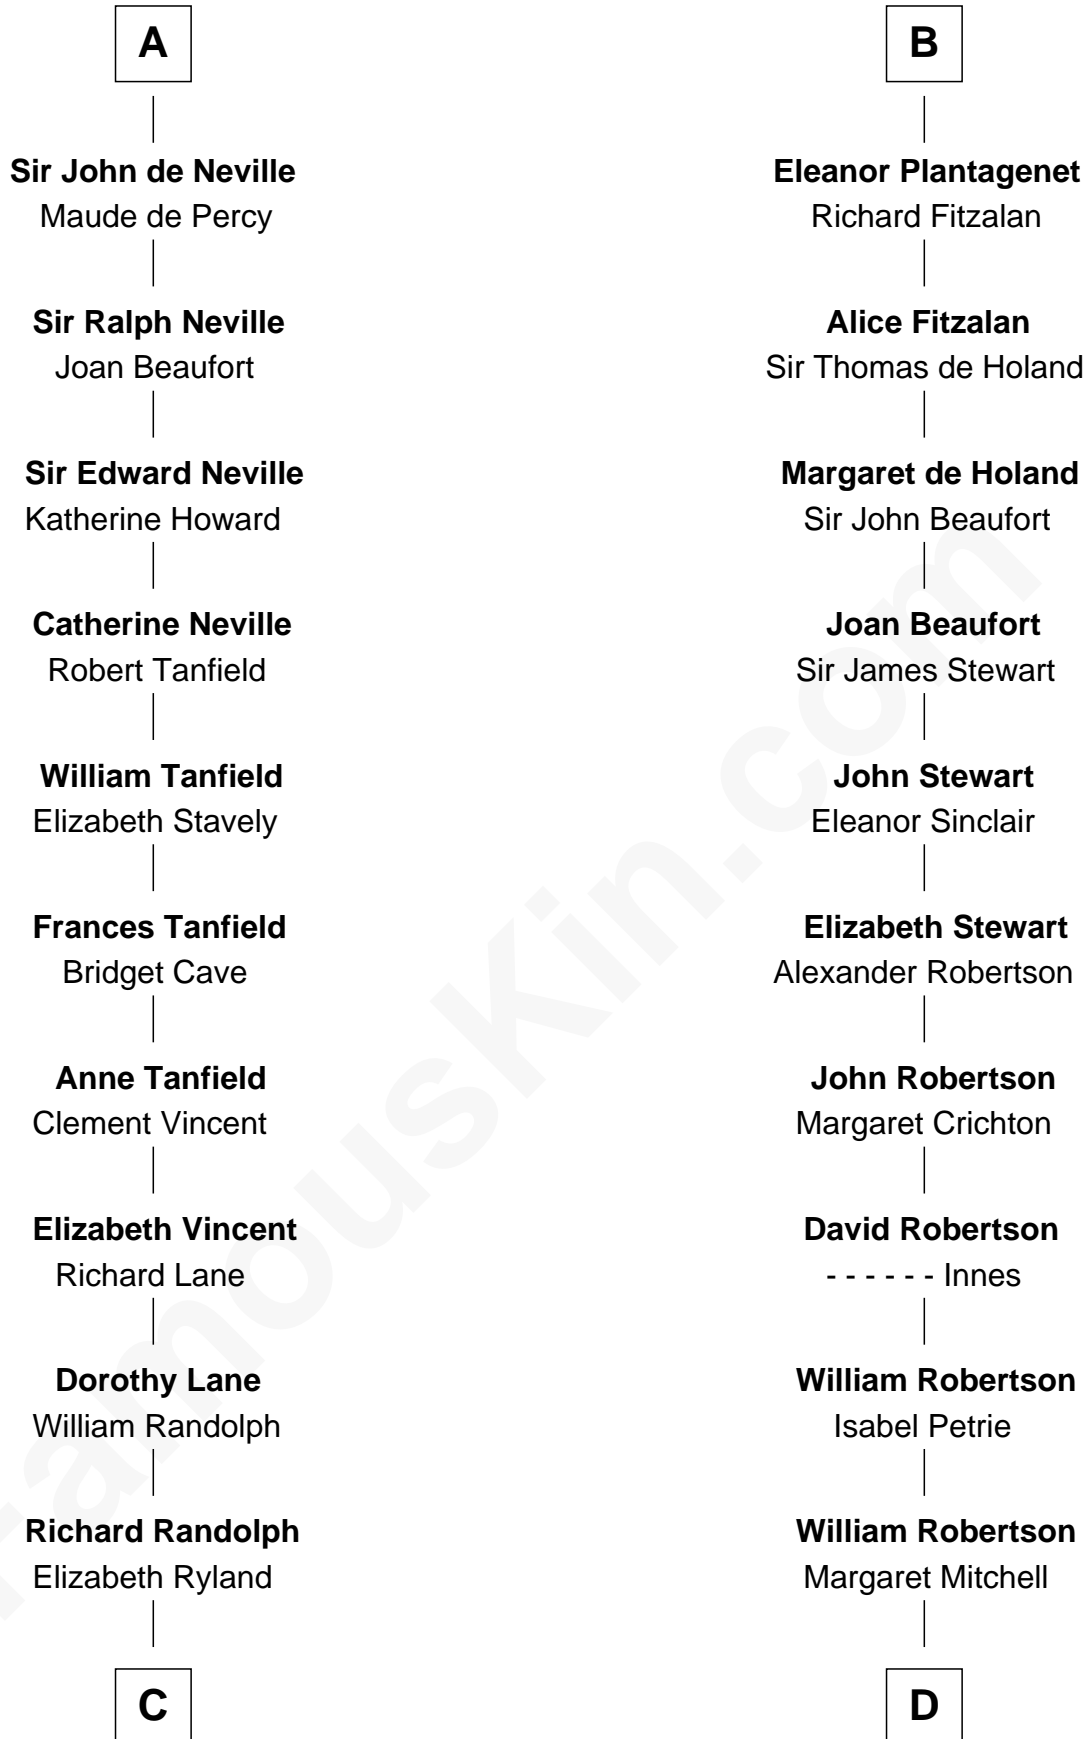 A
Sir John de Neville
Maude de Percy
Sir Ralph Neville
Joan Beaufort
Sir Edward Neville
Katherine Howard
Catherine Neville
Robert Tanfield
William Tanfield
Elizabeth Stavely
Frances Tanfield
Bridget Cave
Anne Tanfield
Clement Vincent
Elizabeth Vincent
Richard Lane
Dorothy Lane
William Randolph
Richard Randolph
Elizabeth Ryland
C
B
Eleanor Plantagenet
Richard Fitzalan
Alice Fitzalan
Sir Thomas de Holand
Margaret de Holand
Sir John Beaufort
Joan Beaufort
Sir James Stewart
John Stewart
Eleanor Sinclair
Elizabeth Stewart
Alexander Robertson
John Robertson
Margaret Crichton
David Robertson
- - - - - - Innes
William Robertson
Isabel Petrie
William Robertson
Margaret Mitchell
D
FamousKin.com